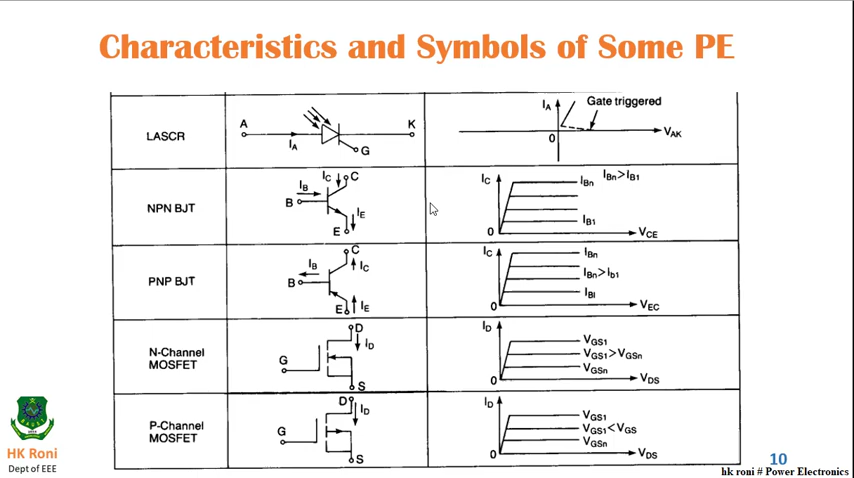 Characteristics and Symbols of Some PE
LASCR
A
K
I_A
G
I_A
Gate triggered
0
V_AK
NPN BJT
I_C
C
I_B
B
I_E
E
I_C
I_Bn
I_Bn>I_B1
I_B1
0
V_CE
PNP BJT
C
I_B
I_C
B
E
I_E
I_C
I_Bn
I_Bn>I_b1
I_BI
0
V_EC
N-Channel
MOSFET
D
I_D
G
S
I_D
V_GS1
V_GS1>V_GSn
V_GSn
0
V_DS
P-Channel
MOSFET
D
I_D
G
S
I_D
V_GS1
V_GS1<V_GS
V_GSn
0
V_DS
HK Roni
Dept of EEE
10
hk roni # Power Electronics